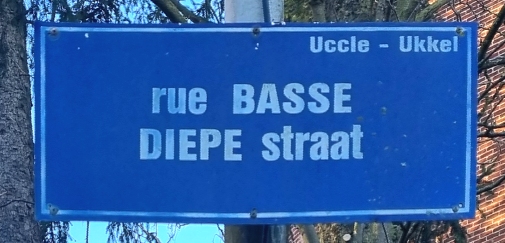 Uccle - Ukkel
rue BASSE
DIEPE straat